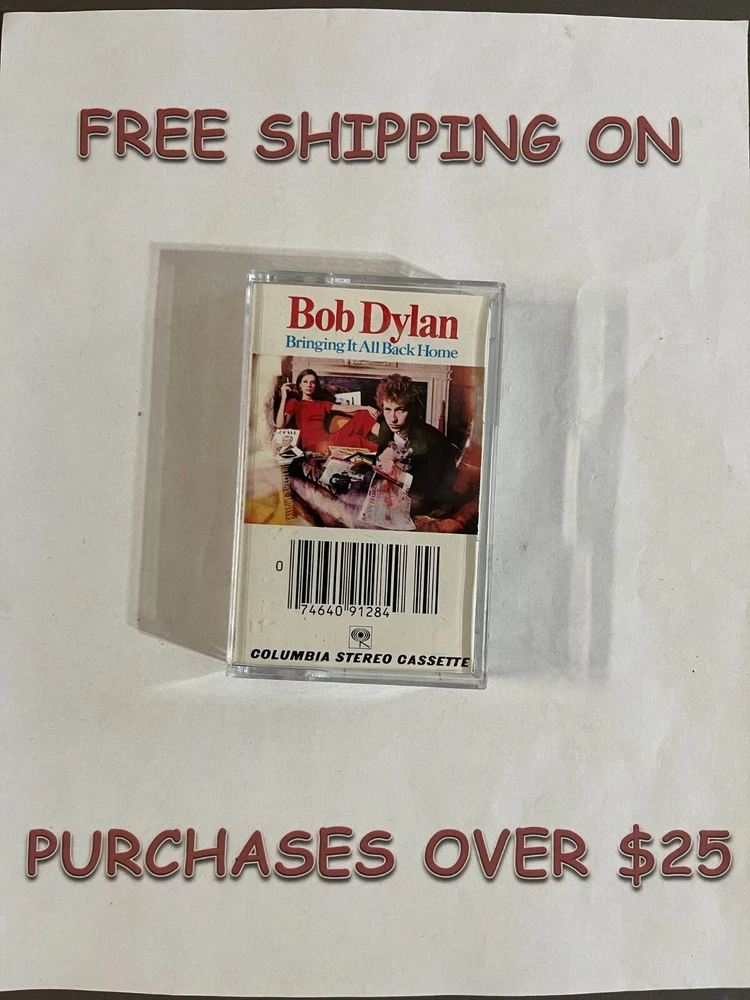 FREE SHIPPING ON
Bob Dylan
Bringing It All Back Home
0
74640 91284
COLUMBIA STEREO CASSETTE
PURCHASES OVER $25